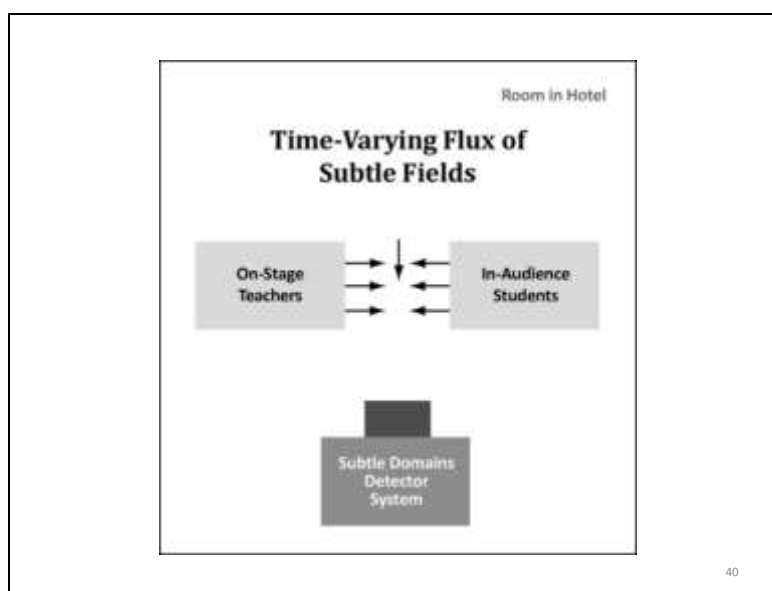 Room in Hotel
Time-Varying Flux of
Subtle Fields
On-Stage
Teachers
In-Audience
Students
Subtle Domains
Detector
System
40